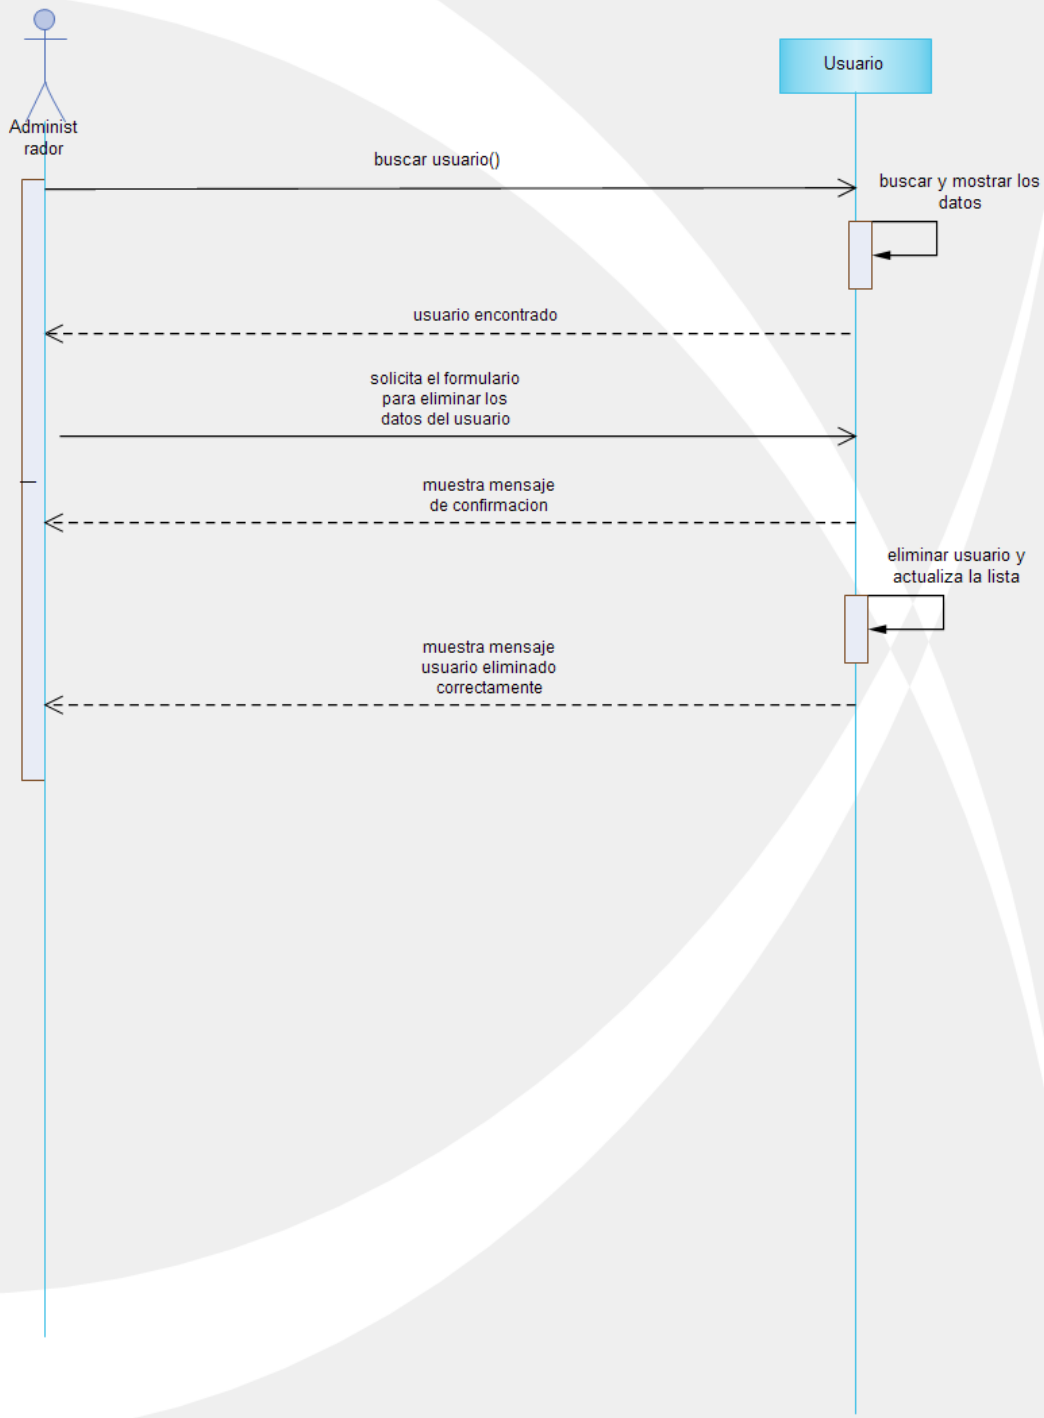 Usuario
Administ
rador
buscar usuario()
buscar y mostrar los
datos
usuario encontrado
solicita el formulario
para eliminar los
datos del usuario
muestra mensaje
de confirmacion
eliminar usuario y
actualiza la lista
muestra mensaje
usuario eliminado
correctamente